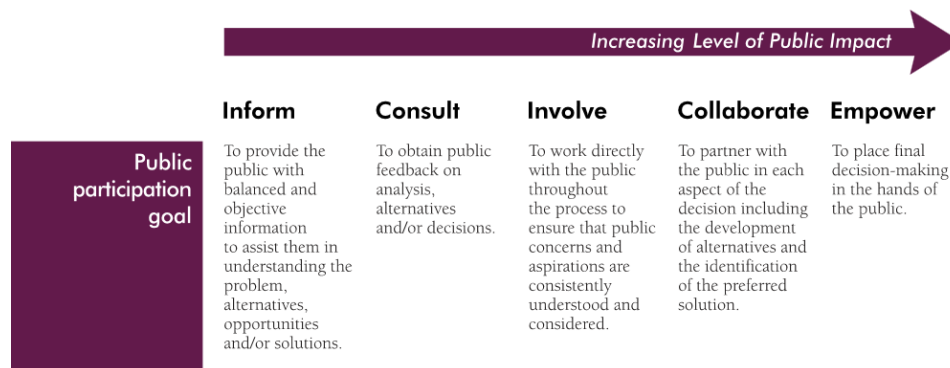 Increasing Level of Public Impact
Inform
Consult
Involve
Collaborate
Empower
Public
participation
goal
To provide the
public with
balanced and
objective
information
to assist them in
understanding the
problem,
alternatives,
opportunities
and/or solutions.
To obtain public
feedback on
analysis,
alternatives
and/or decisions.
To work directly
with the public
throughout
the process to
ensure that public
concerns and
aspirations are
consistently
understood and
considered.
To partner with
the public in each
aspect of the
decision including
the development
of alternatives and
the identification
of the preferred
solution.
To place final
decision-making
in the hands of
the public.